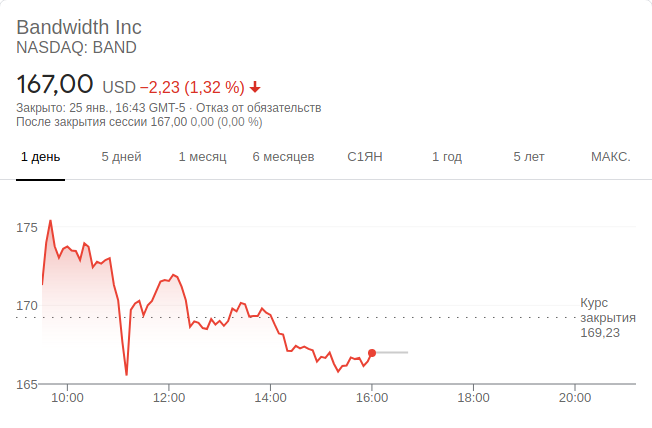 Bandwidth Inc
NASDAQ: BAND
167,00 USD −2,23 (1,32 %)
Закрыто: 25 янв., 16:43 GMT-5 · Отказ от обязательств
После закрытия сессии 167,00 0,00 (0,00 %)
1 день 5 дней 1 месяц 6 месяцев С1ЯН 1 год 5 лет МАКС.
175
170
Курс
закрытия
169,23
165
10:00 12:00 14:00 16:00 18:00 20:00